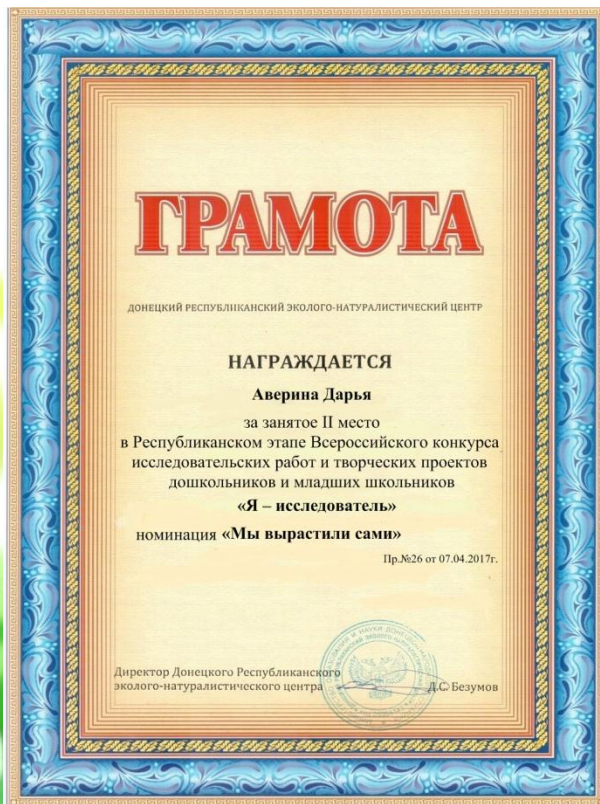 ГРАМОТА
ДОНЕЦКИЙ РЕСПУБЛИКАНСКИЙ ЭКОЛОГО-НАТУРАЛИСТИЧЕСКИЙ ЦЕНТР
НАГРАЖДАЕТСЯ
Аверина Дарья
за занятое II место
в Республиканском этапе Всероссийского конкурса
исследовательских работ и творческих проектов
дошкольников и младших школьников
«Я – исследователь»
номинация «Мы вырастили сами»
Пр.№26 от 07.04.2017г.
Директор Донецкого Республиканского
эколого-натуралистического центра Д.С. Безумов